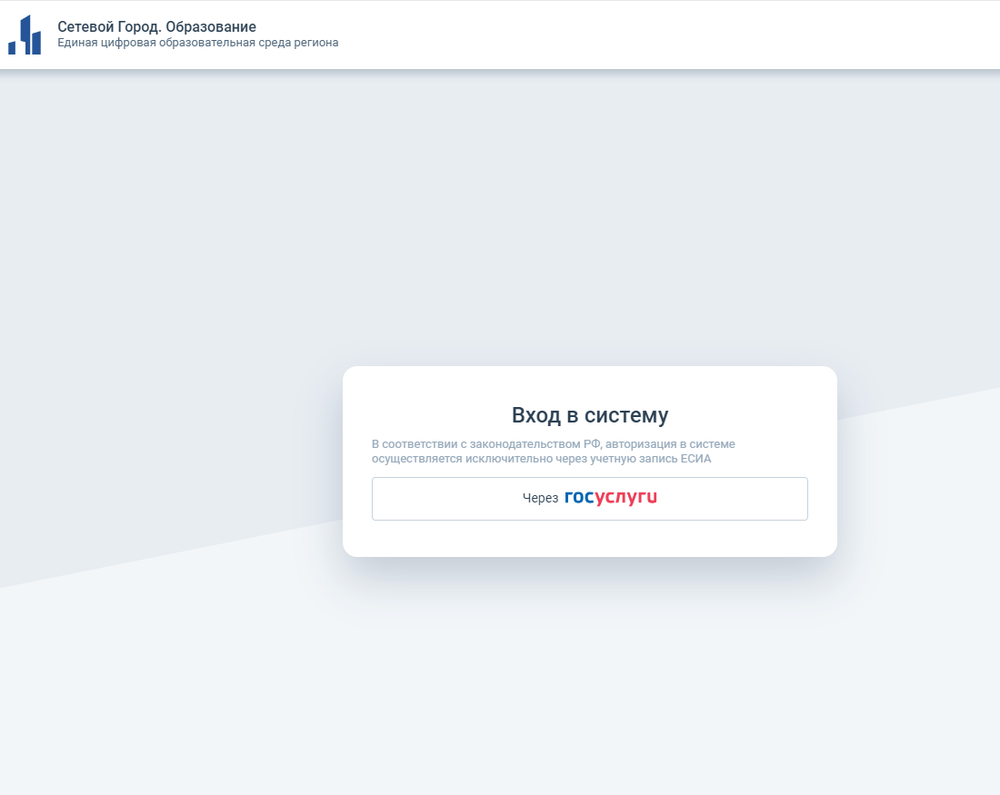 Сетевой Город. Образование
Единая цифровая образовательная среда региона
Вход в систему
В соответствии с законодательством РФ, авторизация в системе
осуществляется исключительно через учетную запись ЕСИА
Через госуслуги